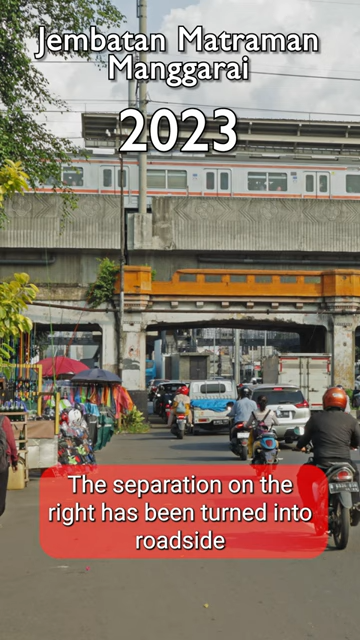 Jembatan Matraman
Manggarai
2023
The separation on the
right has been turned into
roadside